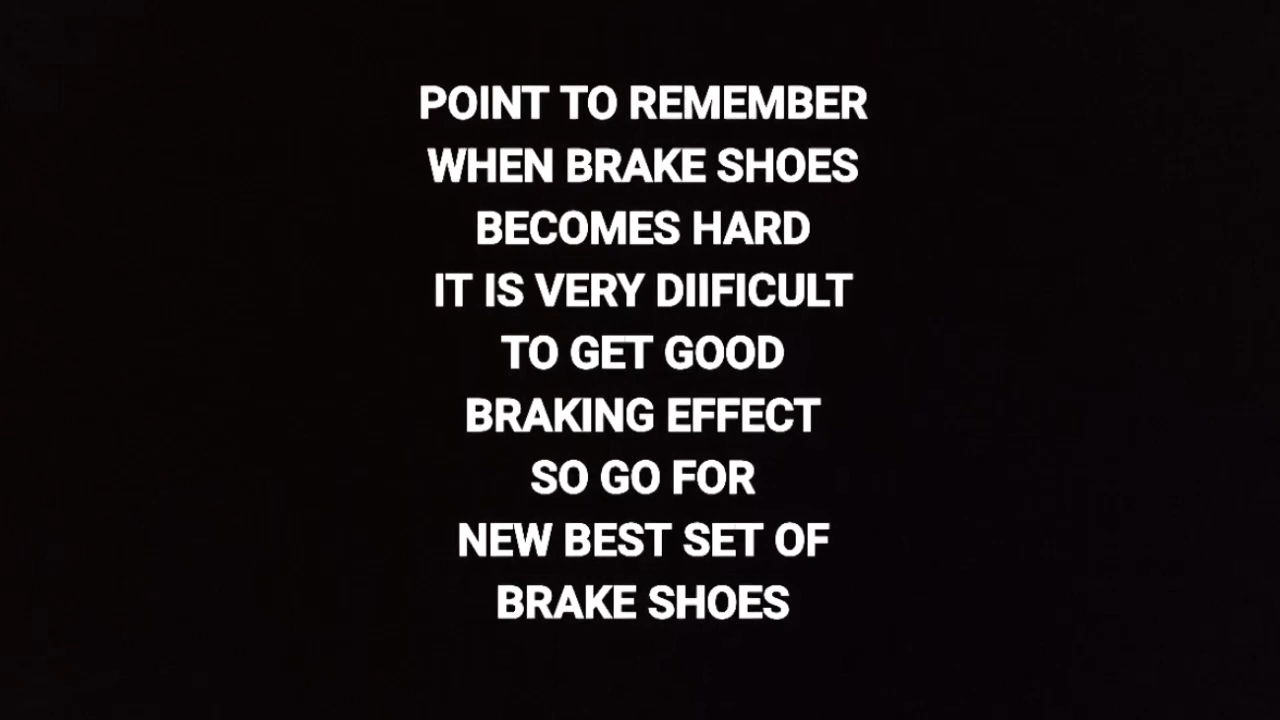 POINT TO REMEMBER
WHEN BRAKE SHOES
BECOMES HARD
IT IS VERY DIIFICULT
TO GET GOOD
BRAKING EFFECT
SO GO FOR
NEW BEST SET OF
BRAKE SHOES